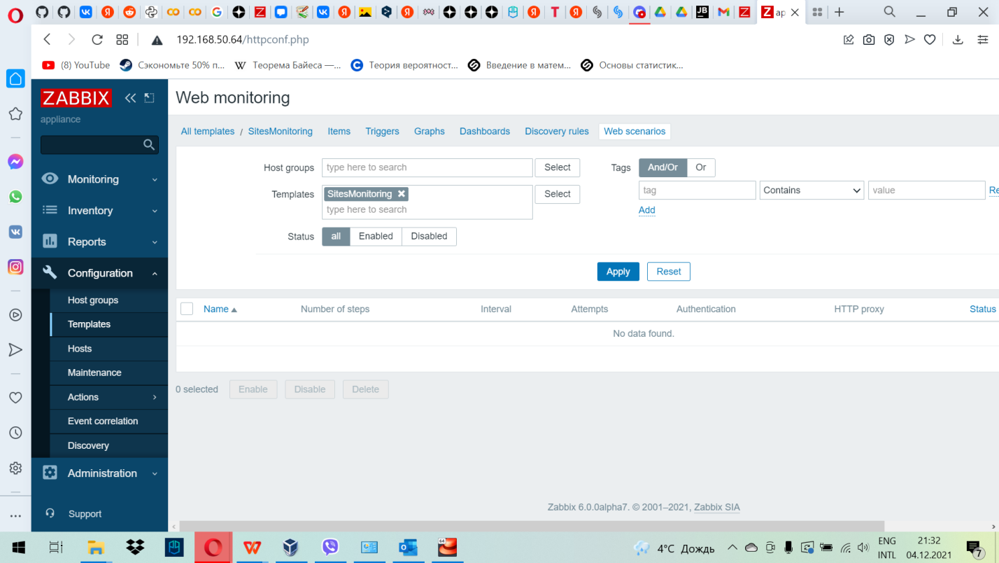 ap
192.168.50.64/httpconf.php
(8) YouTube
Сэкономьте 50% п...
W Теорема Байеса —...
Теория вероятност...
Введение в матем...
Основы статистик...
ZABBIX
appliance
Web monitoring
All templates / SitesMonitoring Items Triggers Graphs Dashboards Discovery rules Web scenarios
Host groups type here to search Select
Tags And/Or Or
Templates SitesMonitoring Select
type here to search
tag Contains value Re
Add
Status all Enabled Disabled
Apply Reset
Name Number of steps Interval Attempts Authentication HTTP proxy Status
No data found.
0 selected Enable Disable Delete
Monitoring
Inventory
Reports
Configuration
Host groups
Templates
Hosts
Maintenance
Actions
Event correlation
Discovery
Administration
Support
Zabbix 6.0.0alpha7. © 2001–2021, Zabbix SIA
4°C Дождь
ENG
INTL
21:32
04.12.2021
7